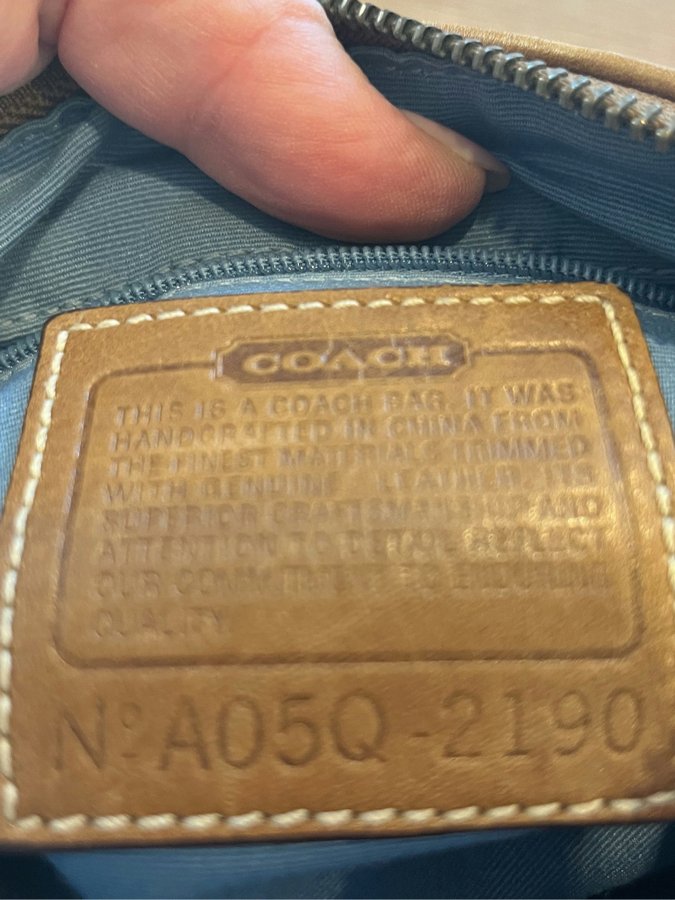 COACH
THIS IS A COACH BAG. IT WAS
HANDCRAFTED IN CHINA FROM
THE FINEST MATERIALS TRIMMED
WITH GENUINE LEATHER. ITS
SUPERIOR CRAFTSMANSHIP AND
ATTENTION TO DETAIL REFLECT
OUR COMMITMENT TO ENDURING
QUALITY.
Nº A05Q-2190